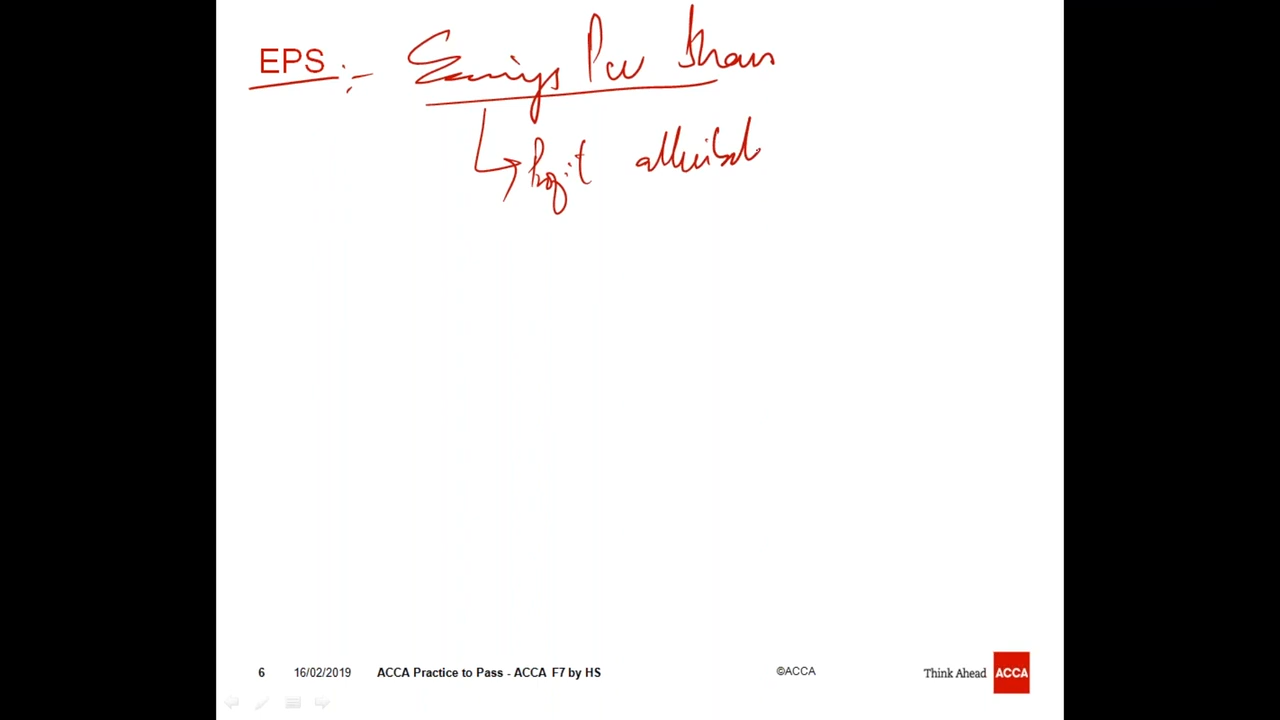 EPS :- Earnings Per Share
Profit attributab
6 16/02/2019 ACCA Practice to Pass - ACCA F7 by HS ©ACCA Think Ahead ACCA